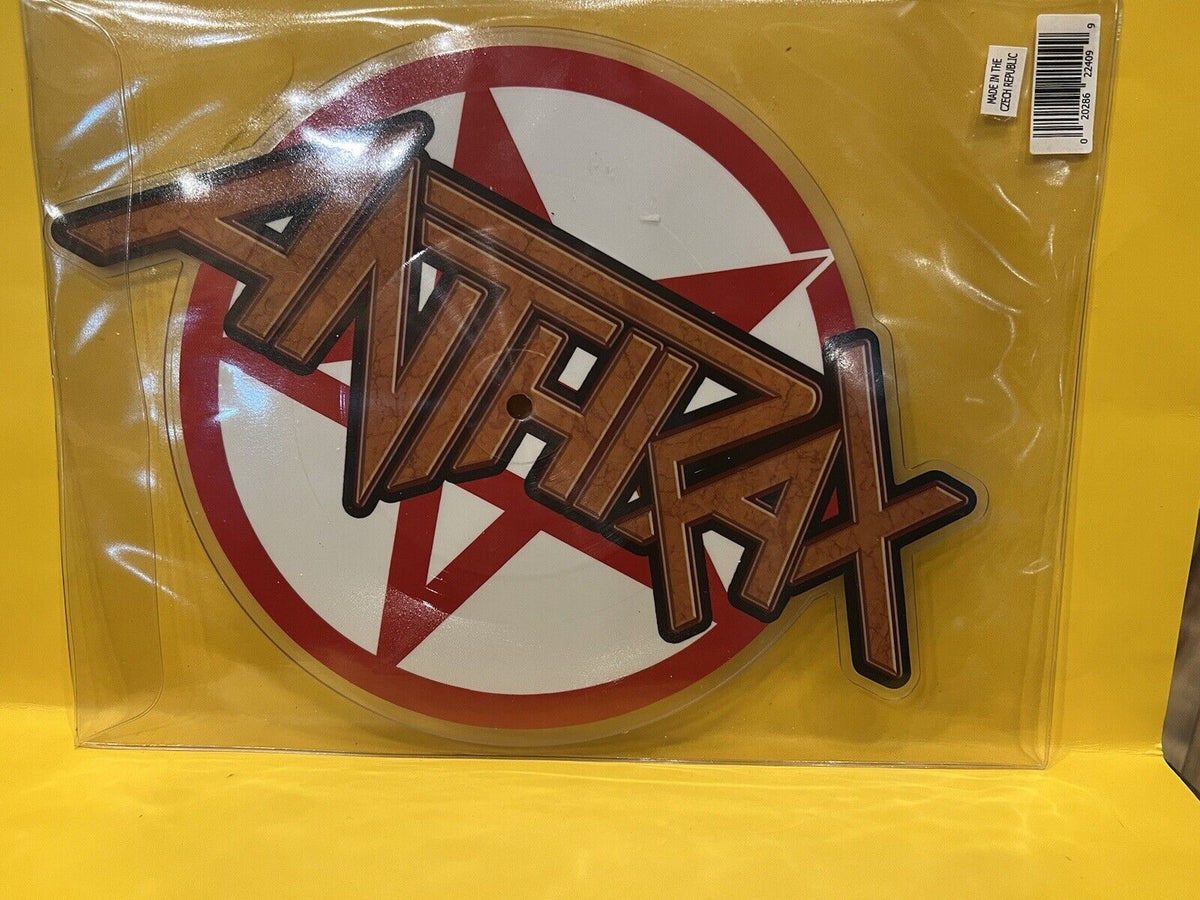 ANTHRAX
MADE IN THE
CZECH REPUBLIC
0 20286 22409 9